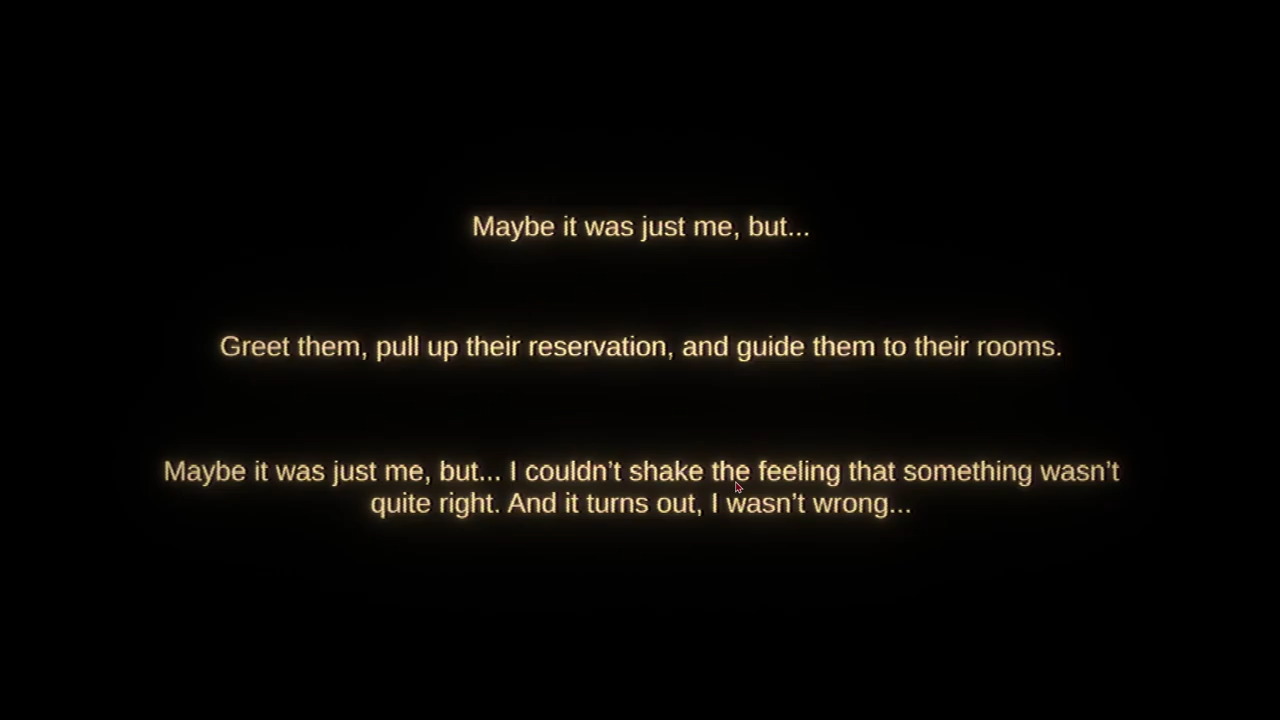 Maybe it was just me, but...
Greet them, pull up their reservation, and guide them to their rooms.
Maybe it was just me, but... I couldn’t shake the feeling that something wasn’t
quite right. And it turns out, I wasn’t wrong...